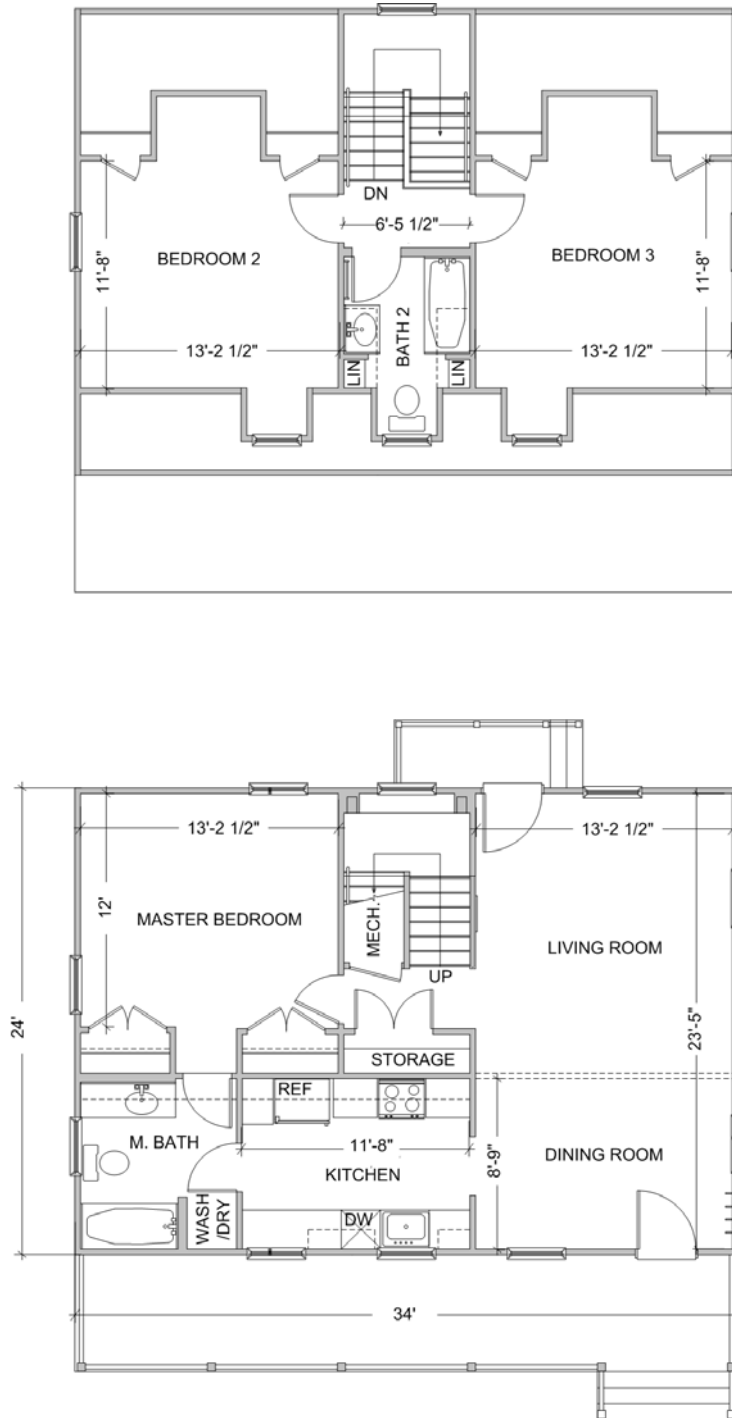 DN
6'-5 1/2"
BEDROOM 2
BEDROOM 3
11'-8"
11'-8"
13'-2 1/2"
BATH 2
13'-2 1/2"
LIN
LIN
13'-2 1/2"
13'-2 1/2"
12'
MASTER BEDROOM
MECH.
LIVING ROOM
UP
24'
23'-5"
STORAGE
REF
M. BATH
11'-8"
KITCHEN
8'-9"
DINING ROOM
WASH
/DRY
DW
34'